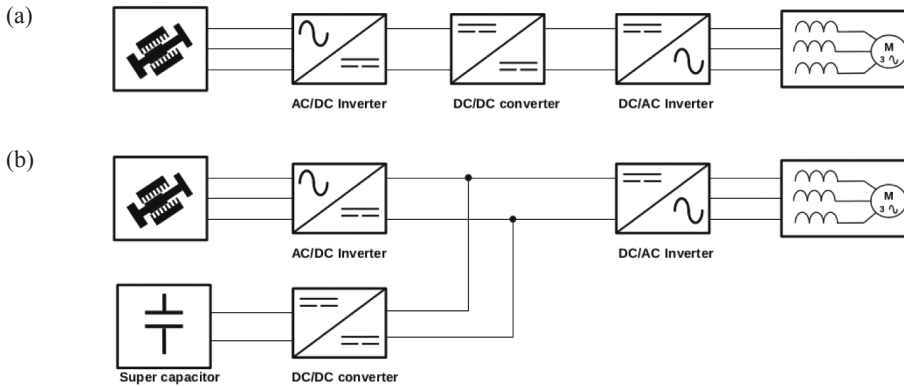 (a)
M
3
AC/DC Inverter
DC/DC converter
DC/AC Inverter
(b)
M
3
AC/DC Inverter
DC/AC Inverter
Super capacitor
DC/DC converter